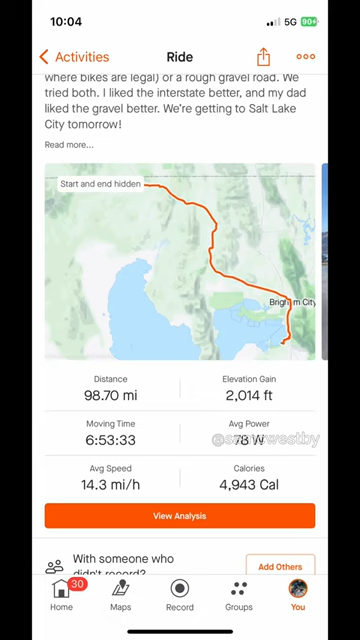 10:04
5G 90+
Activities
Ride
where bikes are legal) or a rough gravel road. We
tried both. I liked the interstate better, and my dad
liked the gravel better. We're getting to Salt Lake
City tomorrow!
Read more...
Start and end hidden
Brigham City
Distance
98.70 mi
Elevation Gain
2,014 ft
Moving Time
6:53:33
Avg Power
78 W
Avg Speed
14.3 mi/h
Calories
4,943 Cal
View Analysis
With someone who
didn't record?
Add Others
30
Home
Maps
Record
Groups
You